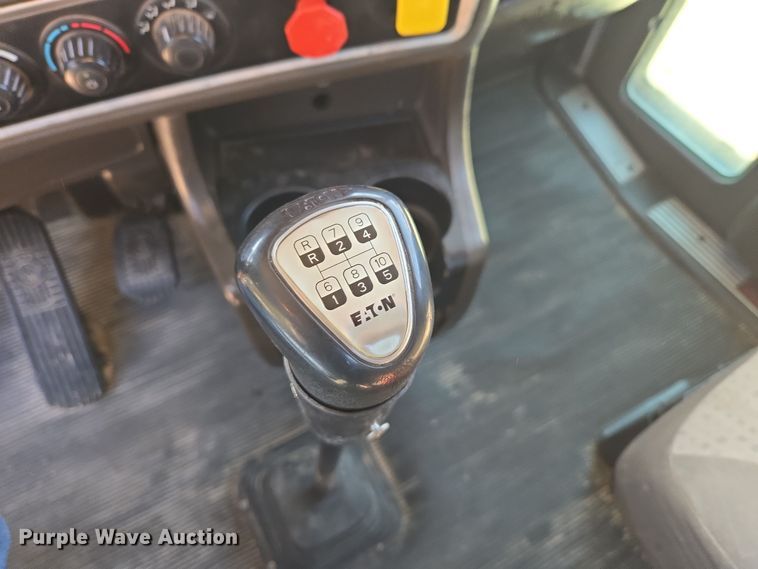 R 7 9
R 2 4
6 8 10
1 3 5
EATON
Purple Wave Auction